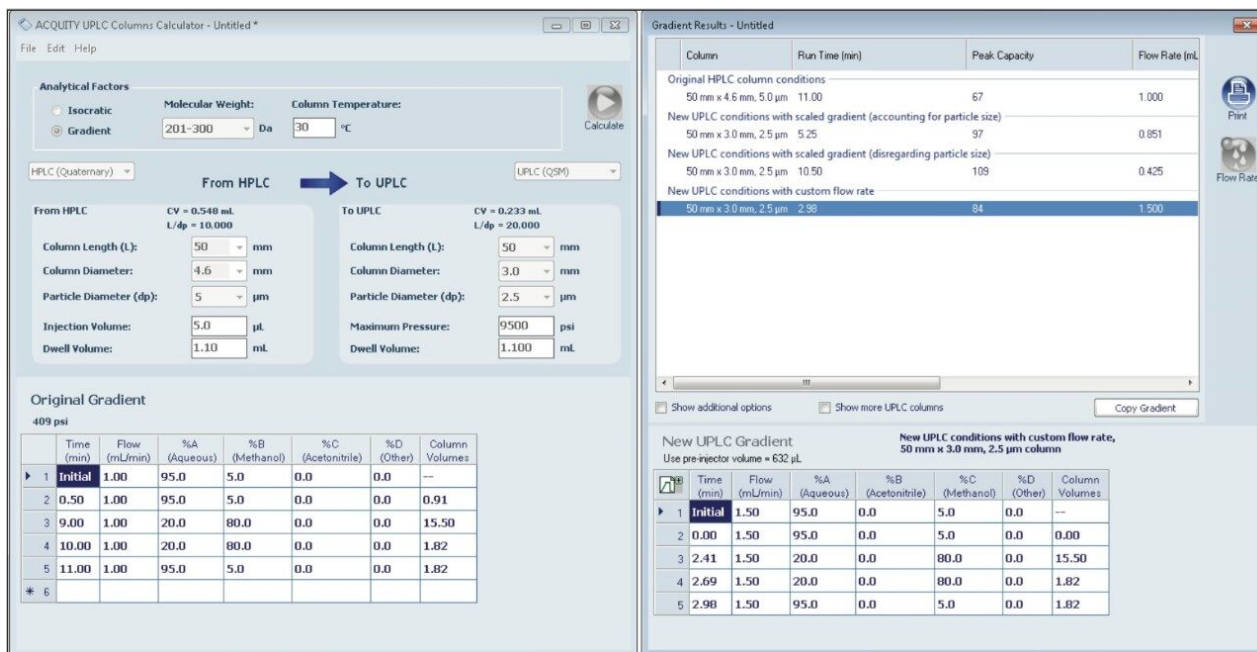 ACQUITY UPLC Columns Calculator - Untitled *
File Edit Help
Analytical Factors
Isocratic
Gradient
Molecular Weight:
201-300 Da
Column Temperature:
30 °C
Calculate
HPLC (Quaternary)
From HPLC To UPLC
UPLC (QSM)
From HPLC
CV = 0.548 mL
L/dp = 10,000
Column Length (L): 50 mm
Column Diameter: 4.6 mm
Particle Diameter (dp): 5 µm
Injection Volume: 5.0 µL
Dwell Volume: 1.10 mL
To UPLC
CV = 0.233 mL
L/dp = 20,000
Column Length (L): 50 mm
Column Diameter: 3.0 mm
Particle Diameter (dp): 2.5 µm
Maximum Pressure: 9500 psi
Dwell Volume: 1.100 mL
Original Gradient
409 psi
Time (min) Flow (mL/min) %A (Aqueous) %B (Methanol) %C (Acetonitrile) %D (Other) Column Volumes
1 Initial 1.00 95.0 5.0 0.0 0.0 --
2 0.50 1.00 95.0 5.0 0.0 0.0 0.91
3 9.00 1.00 20.0 80.0 0.0 0.0 15.50
4 10.00 1.00 20.0 80.0 0.0 0.0 1.82
5 11.00 1.00 95.0 5.0 0.0 0.0 1.82
* 6
Gradient Results - Untitled
Column Run Time (min) Peak Capacity Flow Rate (mL
Original HPLC column conditions
50 mm x 4.6 mm, 5.0 µm 11.00 67 1.000
New UPLC conditions with scaled gradient (accounting for particle size)
50 mm x 3.0 mm, 2.5 µm 5.25 97 0.851
New UPLC conditions with scaled gradient (disregarding particle size)
50 mm x 3.0 mm, 2.5 µm 10.50 109 0.425
New UPLC conditions with custom flow rate
50 mm x 3.0 mm, 2.5 µm 2.98 84 1.500
Print
Flow Rate
Show additional options
Show more UPLC columns
Copy Gradient
New UPLC Gradient
Use pre-injector volume = 632 µL
New UPLC conditions with custom flow rate,
50 mm x 3.0 mm, 2.5 µm column
Time (min) Flow (mL/min) %A (Aqueous) %B (Acetonitrile) %C (Methanol) %D (Other) Column Volumes
1 Initial 1.50 95.0 0.0 5.0 0.0 --
2 0.00 1.50 95.0 0.0 5.0 0.0 0.00
3 2.41 1.50 20.0 0.0 80.0 0.0 15.50
4 2.69 1.50 20.0 0.0 80.0 0.0 1.82
5 2.98 1.50 95.0 0.0 5.0 0.0 1.82